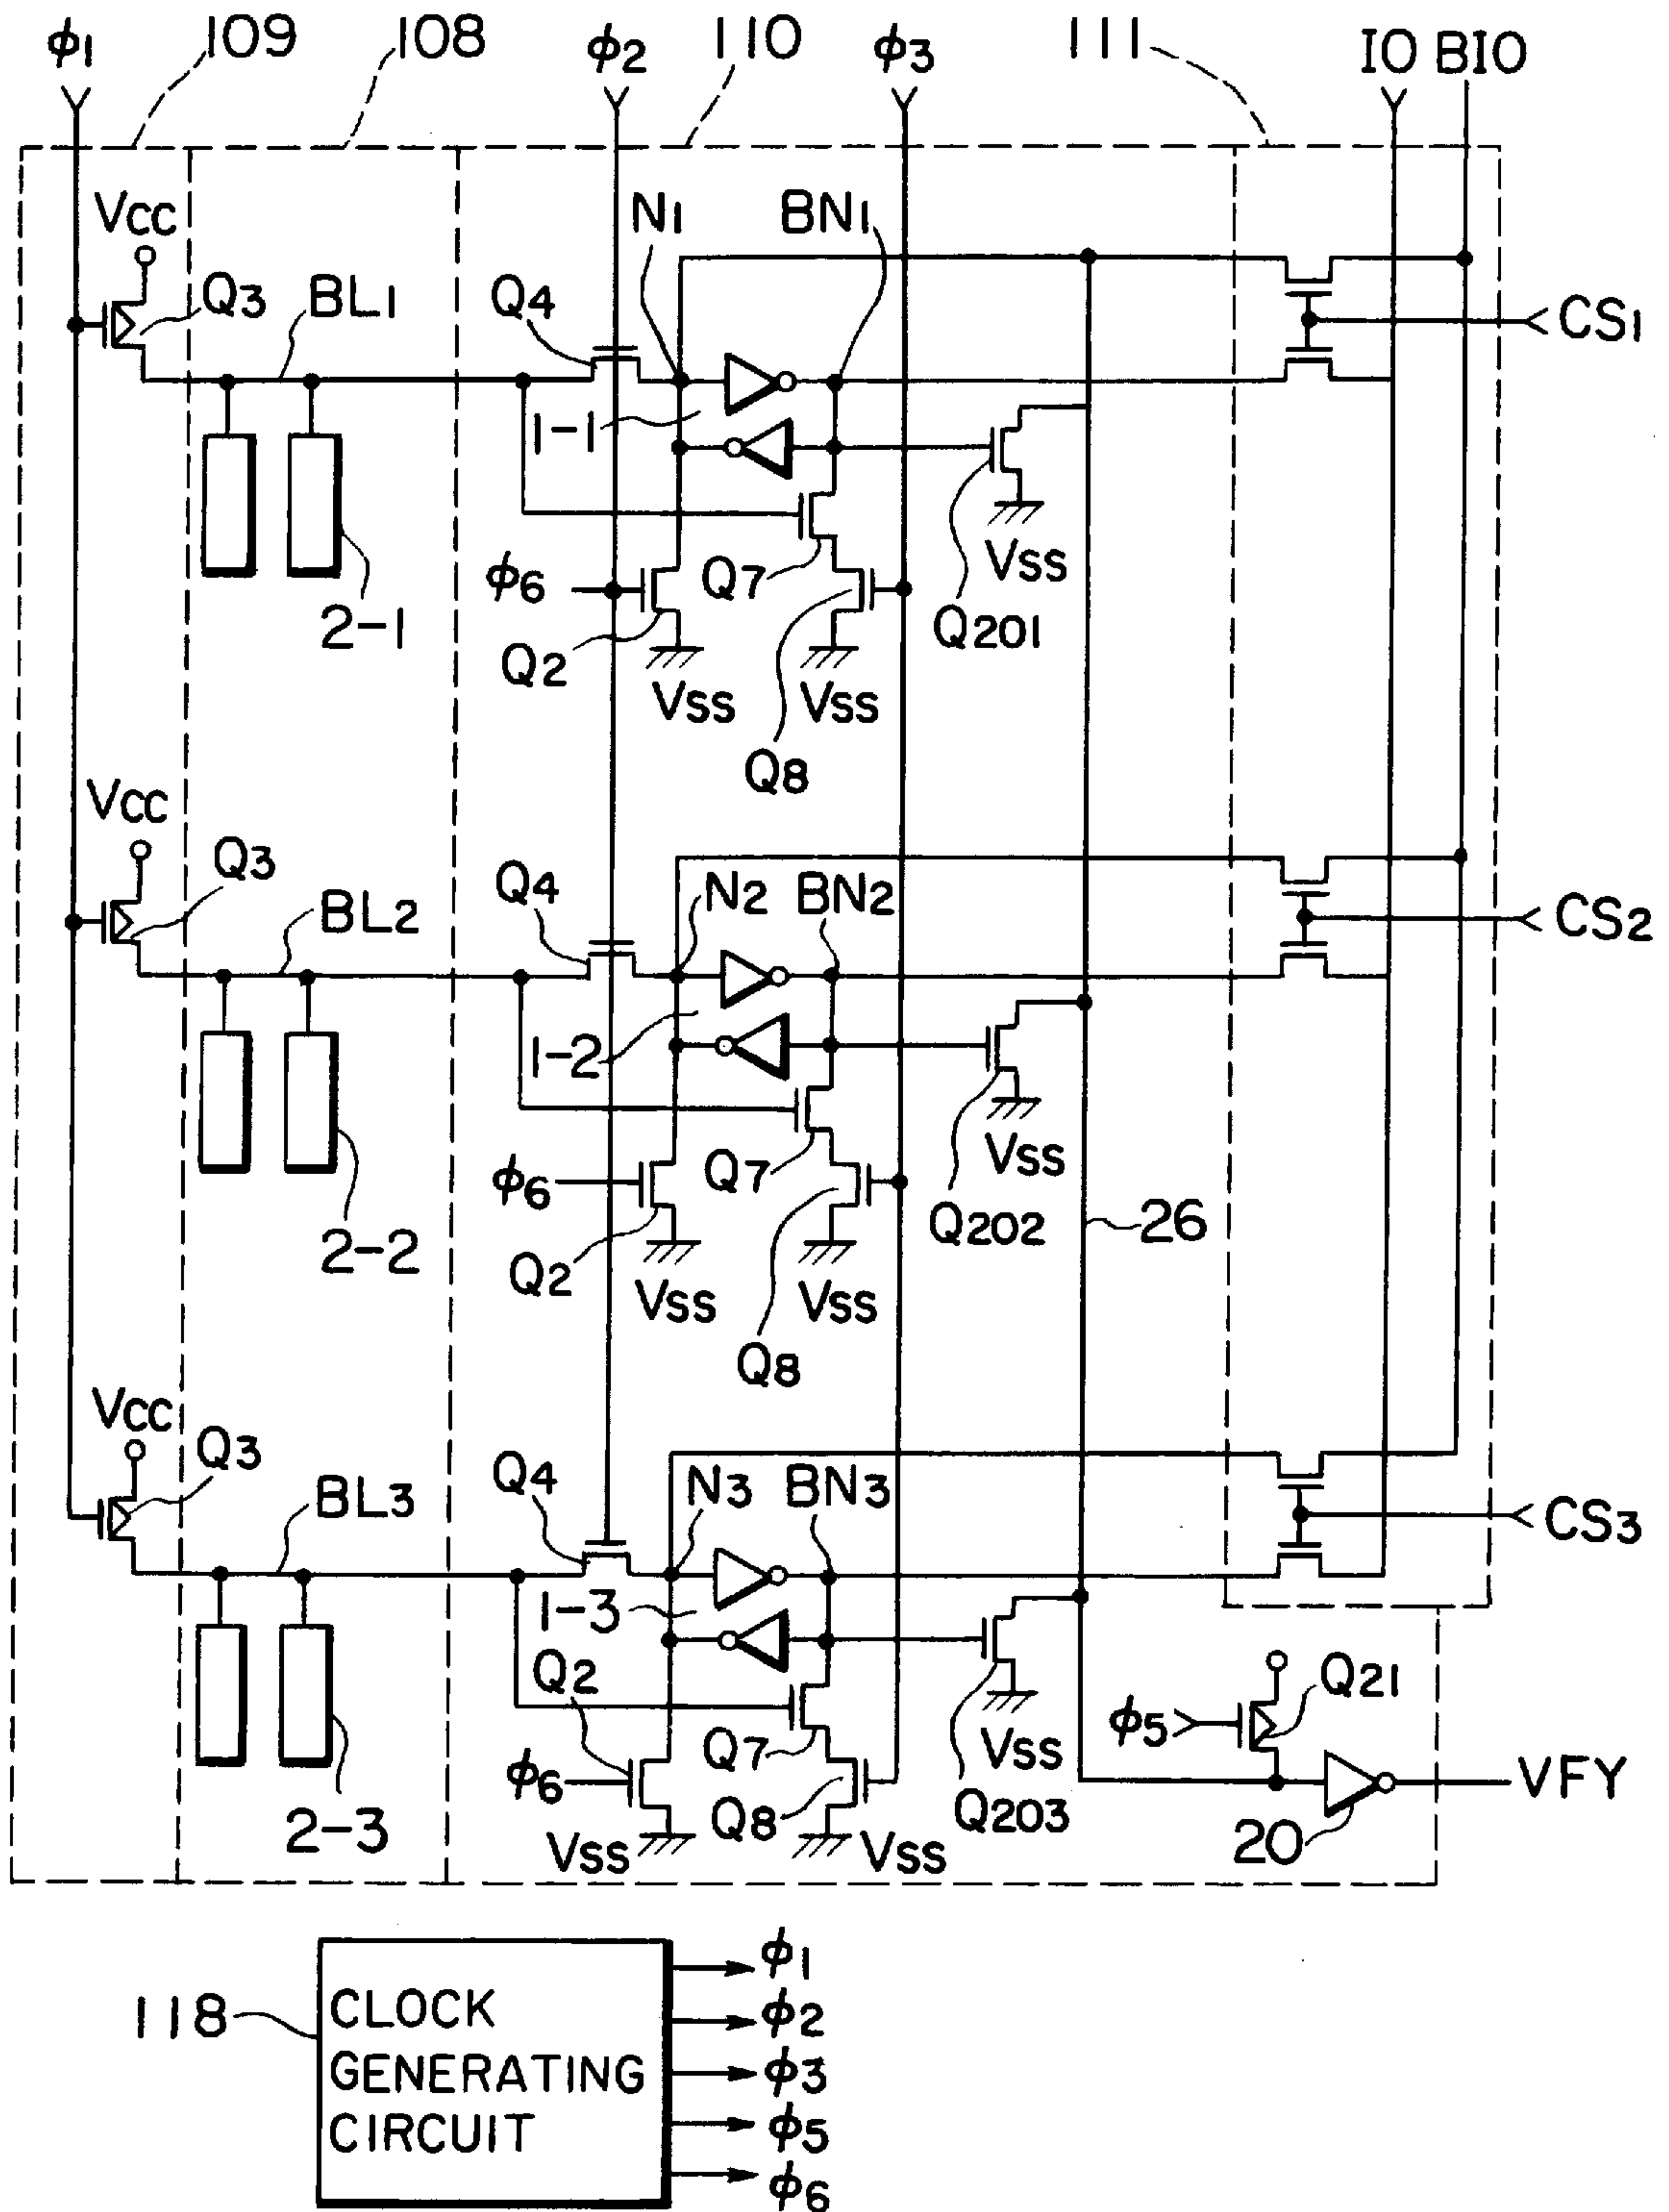 ϕ1 109 108 ϕ2 110 ϕ3 111 IO BIO
VCC N1 BN1
Q3 BL1 Q4 CS1
1-1
ϕ6 Q7 VSS
2-1 Q2 Q201
VSS VSS
Q8
VCC
Q3 BL2 Q4 N2 BN2 CS2
1-2
ϕ6 Q7 VSS
2-2 Q2 Q202 26
VSS VSS
Q8
VCC
Q3 BL3 Q4 N3 BN3 CS3
1-3
Q2 Q21
ϕ5
ϕ6 Q7 VSS VFY
2-3 Q8 Q203 20
VSS VSS
118 CLOCK
GENERATING
CIRCUIT
ϕ1
ϕ2
ϕ3
ϕ5
ϕ6